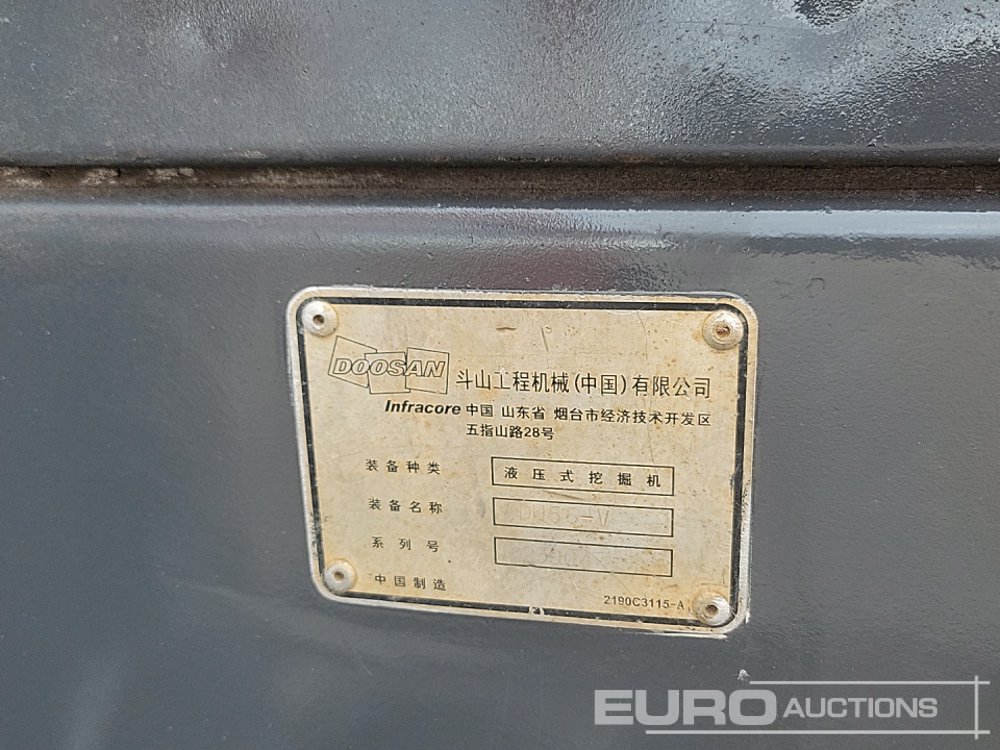 DOOSAN 斗山工程机械(中国)有限公司
Infracore 中国 山东省 烟台市经济技术开发区
五指山路28号
装备种类 液压式挖掘机
装备名称
系列号
中国制造
2190C3115-A
EURO AUCTIONS